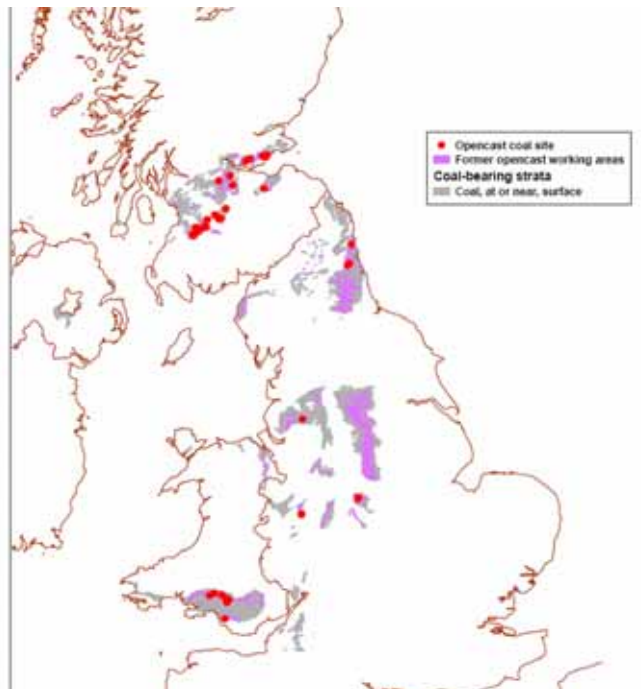 Opencast coal site
Former opencast working areas
Coal-bearing strata
Coal, at or near, surface